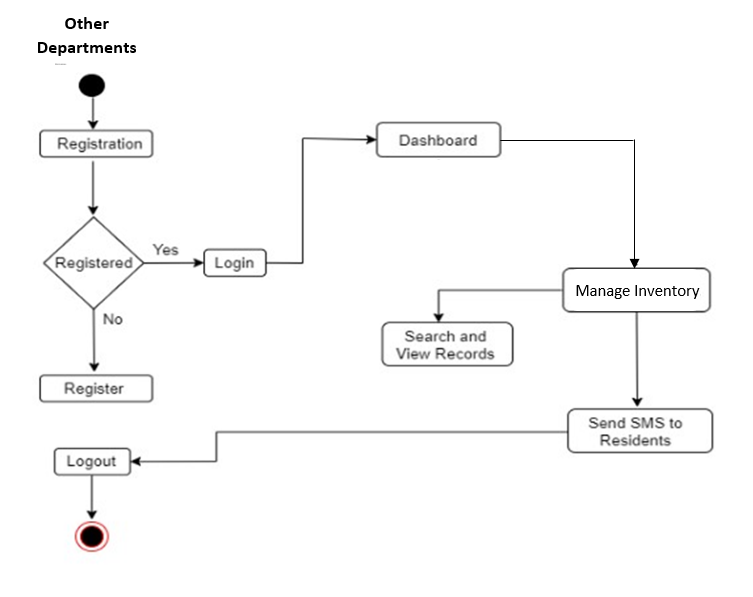 Other
Departments
Registration
Dashboard
Registered
Yes
Login
No
Manage Inventory
Search and
View Records
Register
Send SMS to
Residents
Logout